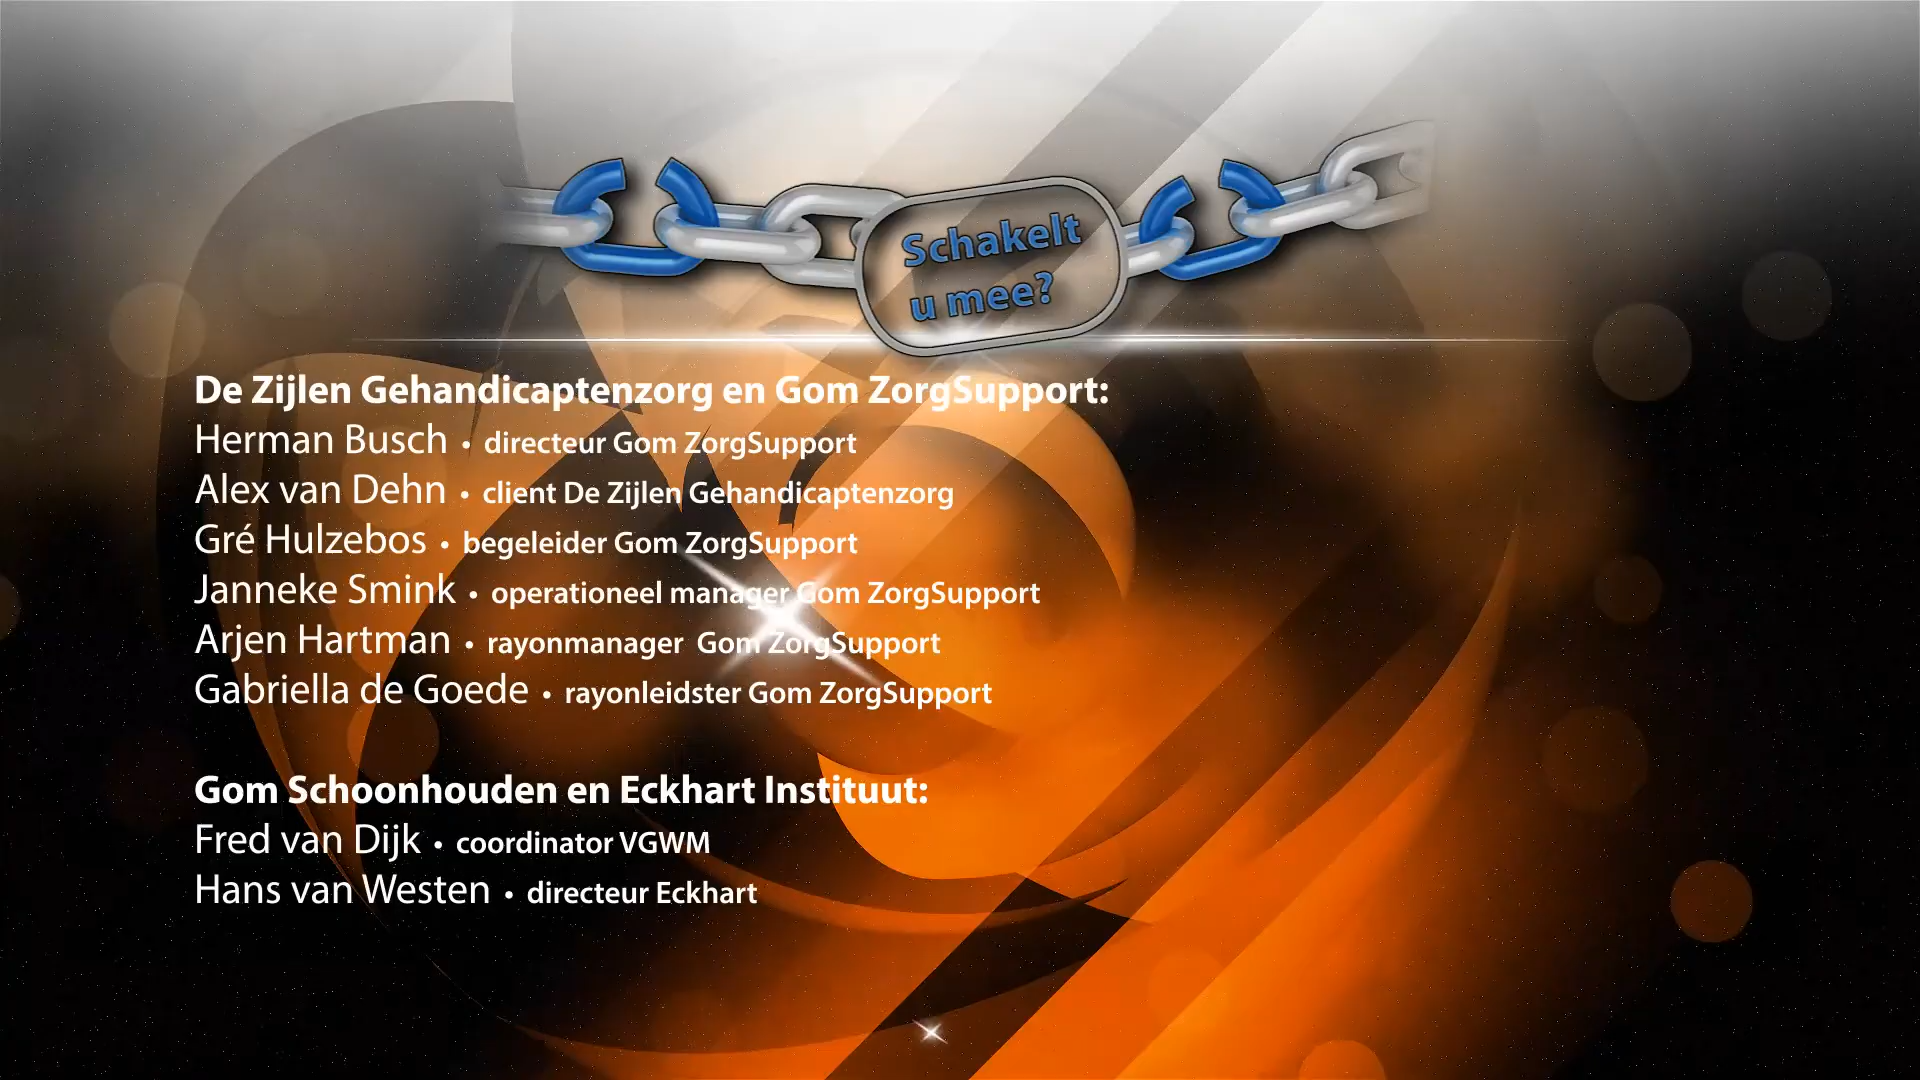 Schakelt
u mee?
De Zijlen Gehandicaptenzorg en Gom ZorgSupport:
Herman Busch • directeur Gom ZorgSupport
Alex van Dehn • client De Zijlen Gehandicaptenzorg
Gré Hulzebos • begeleider Gom ZorgSupport
Janneke Smink • operationeel manager Gom ZorgSupport
Arjen Hartman • rayonmanager Gom ZorgSupport
Gabriella de Goede • rayonleidster Gom ZorgSupport
Gom Schoonhouden en Eckhart Instituut:
Fred van Dijk • coordinator VGWM
Hans van Westen • directeur Eckhart